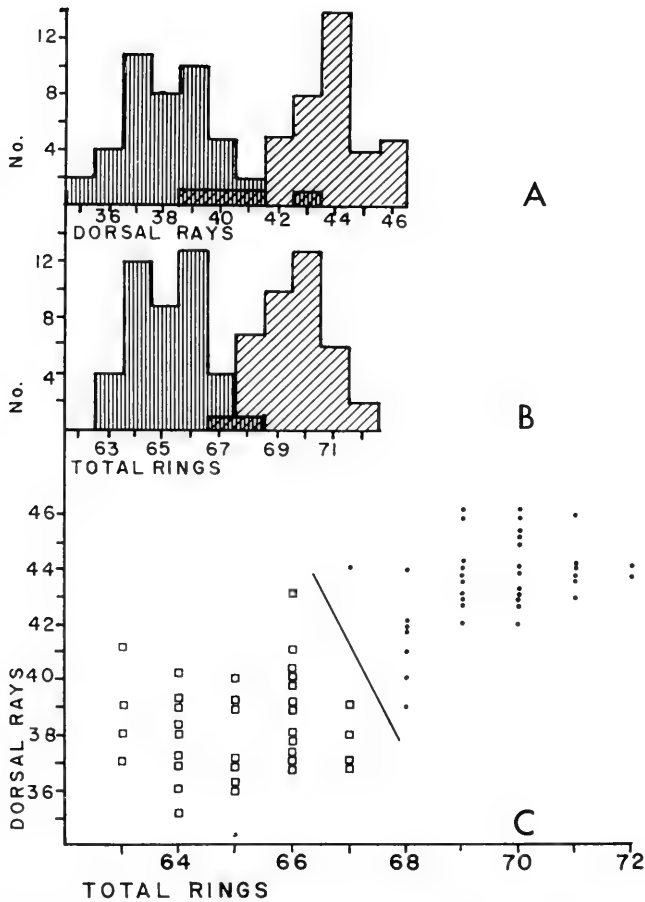 12
8
4
No.
36 38 40 42 44 46
DORSAL RAYS
A
12
8
4
No.
63 65 67 69 71
TOTAL RINGS
B
46
44
42
40
38
36
DORSAL RAYS
C
64 66 68 70 72
TOTAL RINGS